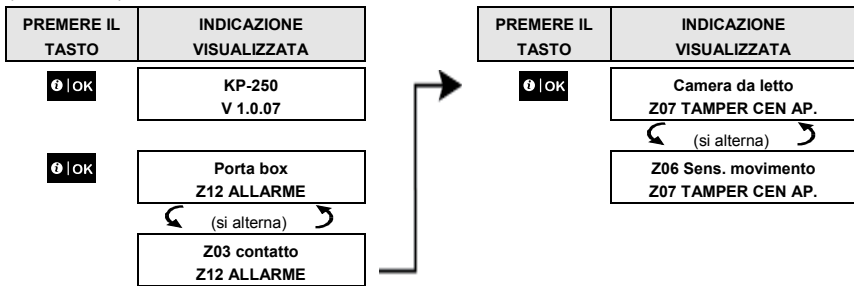 PREMERE IL
TASTO
INDICAZIONE
VISUALIZZATA
OK
KP-250
V 1.0.07
OK
Porta box
Z12 ALLARME
(si alterna)
Z03 contatto
Z12 ALLARME
PREMERE IL
TASTO
INDICAZIONE
VISUALIZZATA
OK
Camera da letto
Z07 TAMPER CEN AP.
(si alterna)
Z06 Sens. movimento
Z07 TAMPER CEN AP.